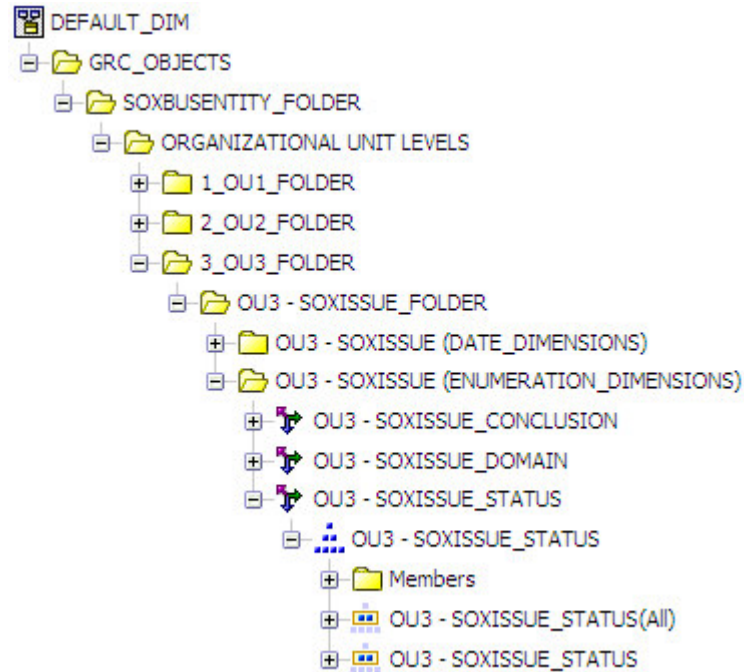 DEFAULT_DIM
GRC_OBJECTS
SOXBUSENTITY_FOLDER
ORGANIZATIONAL UNIT LEVELS
1_OU1_FOLDER
2_OU2_FOLDER
3_OU3_FOLDER
OU3 - SOXISSUE_FOLDER
OU3 - SOXISSUE (DATE_DIMENSIONS)
OU3 - SOXISSUE (ENUMERATION_DIMENSIONS)
OU3 - SOXISSUE_CONCLUSION
OU3 - SOXISSUE_DOMAIN
OU3 - SOXISSUE_STATUS
OU3 - SOXISSUE_STATUS
Members
OU3 - SOXISSUE_STATUS(All)
OU3 - SOXISSUE_STATUS